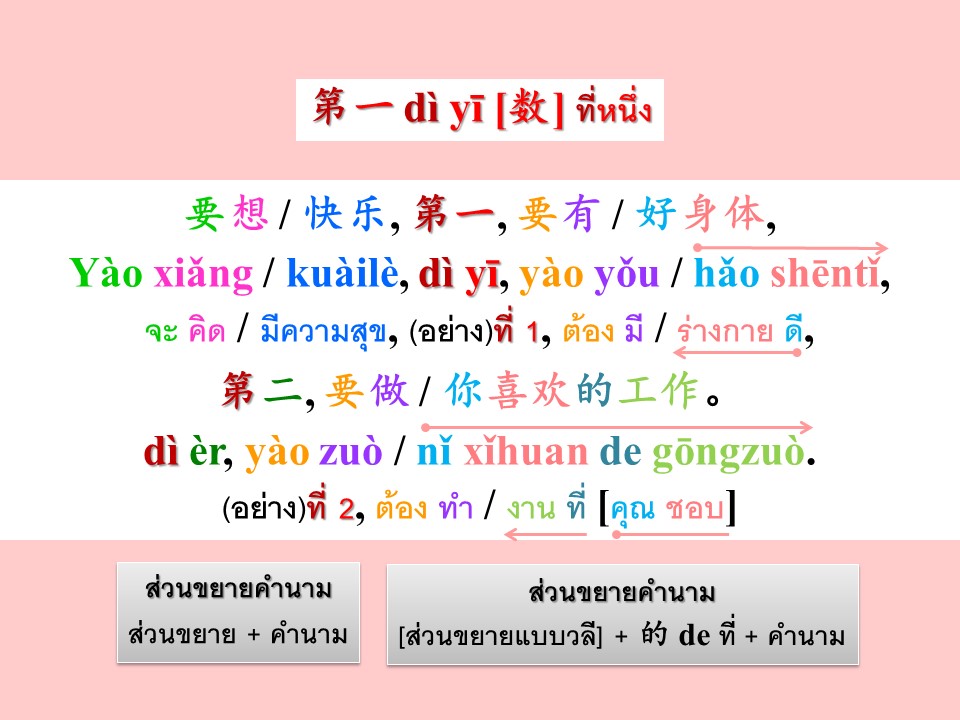 第一 dì yī [数] ที่หนึ่ง
要想 / 快乐, 第一, 要有 / 好身体,
Yào xiǎng / kuàilè, dì yī, yào yǒu / hǎo shēntǐ,
จะ คิด / มีความสุข, (อย่าง)ที่ 1, ต้อง มี / ร่างกาย ดี,
第二, 要做 / 你喜欢的工作。
dì èr, yào zuò / nǐ xǐhuan de gōngzuò.
(อย่าง)ที่ 2, ต้อง ทำ / งาน ที่ [คุณ ชอบ]
ส่วนขยายคำนาม
ส่วนขยาย + คำนาม
ส่วนขยายคำนาม
[ส่วนขยายแบบวลี] + 的 de ที่ + คำนาม